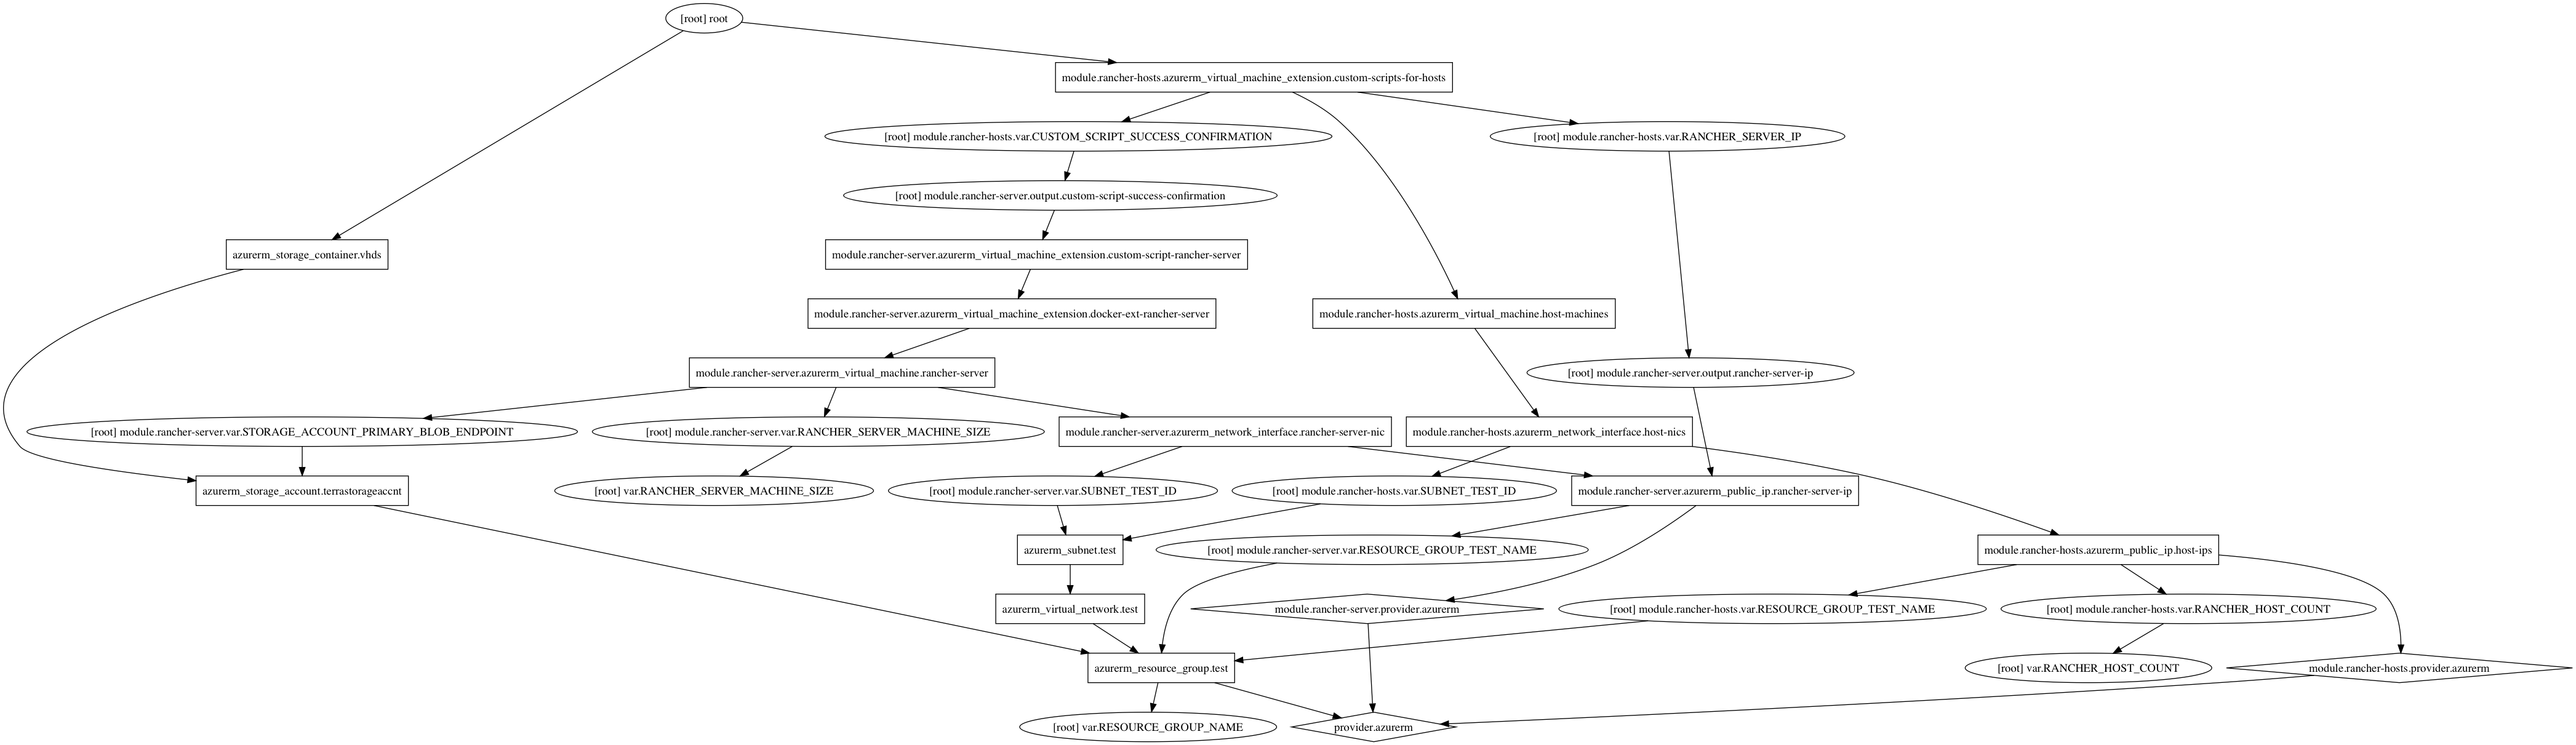 [root] root
module.rancher-hosts.azurerm_virtual_machine_extension.custom-scripts-for-hosts
[root] module.rancher-hosts.var.CUSTOM_SCRIPT_SUCCESS_CONFIRMATION
[root] module.rancher-hosts.var.RANCHER_SERVER_IP
[root] module.rancher-server.output.custom-script-success-confirmation
azurerm_storage_container.vhds
module.rancher-server.azurerm_virtual_machine_extension.custom-script-rancher-server
module.rancher-server.azurerm_virtual_machine_extension.docker-ext-rancher-server
module.rancher-hosts.azurerm_virtual_machine.host-machines
module.rancher-server.azurerm_virtual_machine.rancher-server
[root] module.rancher-server.output.rancher-server-ip
[root] module.rancher-server.var.STORAGE_ACCOUNT_PRIMARY_BLOB_ENDPOINT
[root] module.rancher-server.var.RANCHER_SERVER_MACHINE_SIZE
module.rancher-server.azurerm_network_interface.rancher-server-nic
module.rancher-hosts.azurerm_network_interface.host-nics
azurerm_storage_account.terrastorageaccnt
[root] var.RANCHER_SERVER_MACHINE_SIZE
[root] module.rancher-server.var.SUBNET_TEST_ID
[root] module.rancher-hosts.var.SUBNET_TEST_ID
module.rancher-server.azurerm_public_ip.rancher-server-ip
azurerm_subnet.test
[root] module.rancher-server.var.RESOURCE_GROUP_TEST_NAME
module.rancher-hosts.azurerm_public_ip.host-ips
azurerm_virtual_network.test
module.rancher-server.provider.azurerm
[root] module.rancher-hosts.var.RESOURCE_GROUP_TEST_NAME
[root] module.rancher-hosts.var.RANCHER_HOST_COUNT
azurerm_resource_group.test
[root] var.RANCHER_HOST_COUNT
module.rancher-hosts.provider.azurerm
[root] var.RESOURCE_GROUP_NAME
provider.azurerm